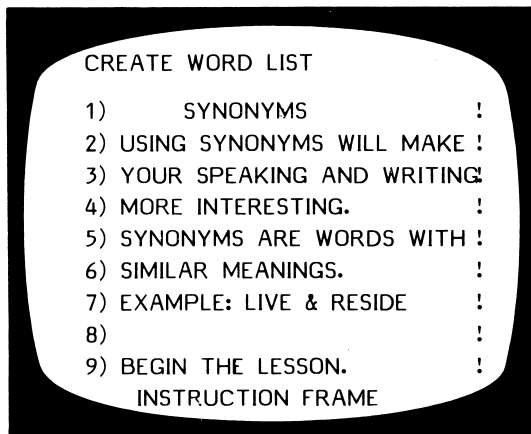 CREATE WORD LIST
1) SYNONYMS !
2) USING SYNONYMS WILL MAKE !
3) YOUR SPEAKING AND WRITING!
4) MORE INTERESTING. !
5) SYNONYMS ARE WORDS WITH !
6) SIMILAR MEANINGS. !
7) EXAMPLE: LIVE & RESIDE !
8) !
9) BEGIN THE LESSON. !
INSTRUCTION FRAME